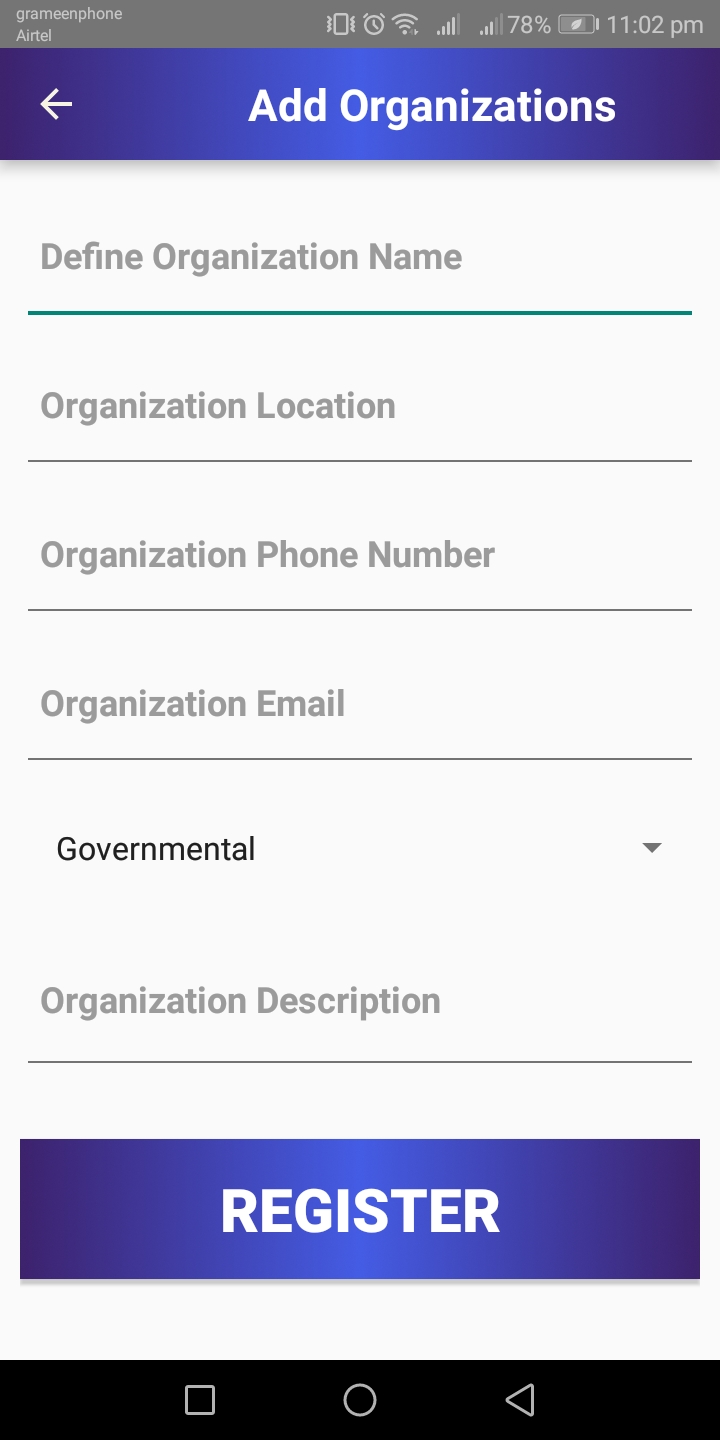 grameenphone
Airtel
78% 11:02 pm
Add Organizations
Define Organization Name
Organization Location
Organization Phone Number
Organization Email
Governmental
Organization Description
REGISTER